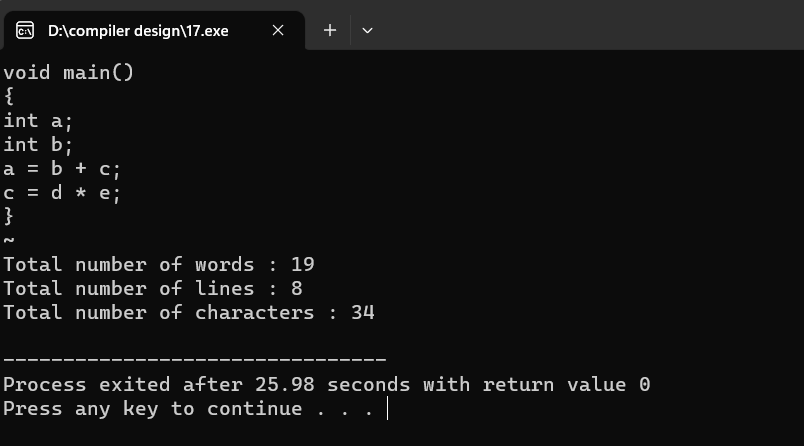 D:\compiler design\17.exe
void main()
{
int a;
int b;
a = b + c;
c = d * e;
}
~
Total number of words : 19
Total number of lines : 8
Total number of characters : 34
--------------------------------
Process exited after 25.98 seconds with return value 0
Press any key to continue . . .